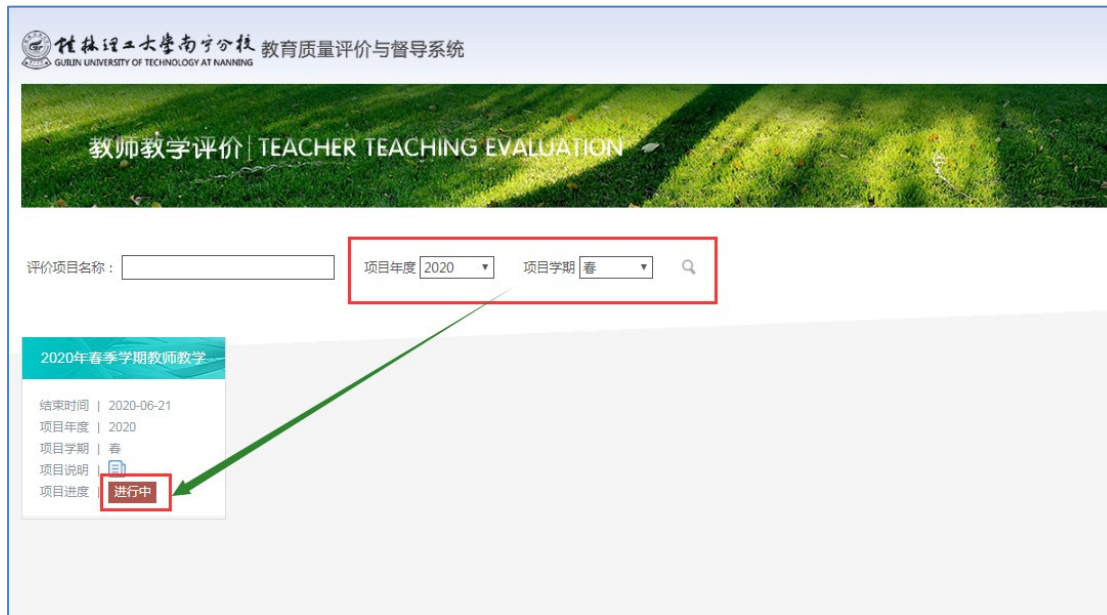 桂林理工大学南宁分校 教育质量评价与督导系统
GUILIN UNIVERSITY OF TECHNOLOGY AT NANNING
教师教学评价 | TEACHER TEACHING EVALUATION
评价项目名称： 项目年度 2020 项目学期 春
2020年春季学期教师教学
结束时间 | 2020-06-21
项目年度 | 2020
项目学期 | 春
项目说明 |
项目进度 | 进行中